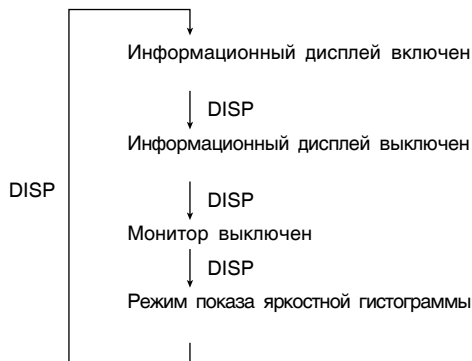 Информационный дисплей включен
DISP
Информационный дисплей выключен
DISP
DISP
Монитор выключен
DISP
Режим показа яркостной гистограммы